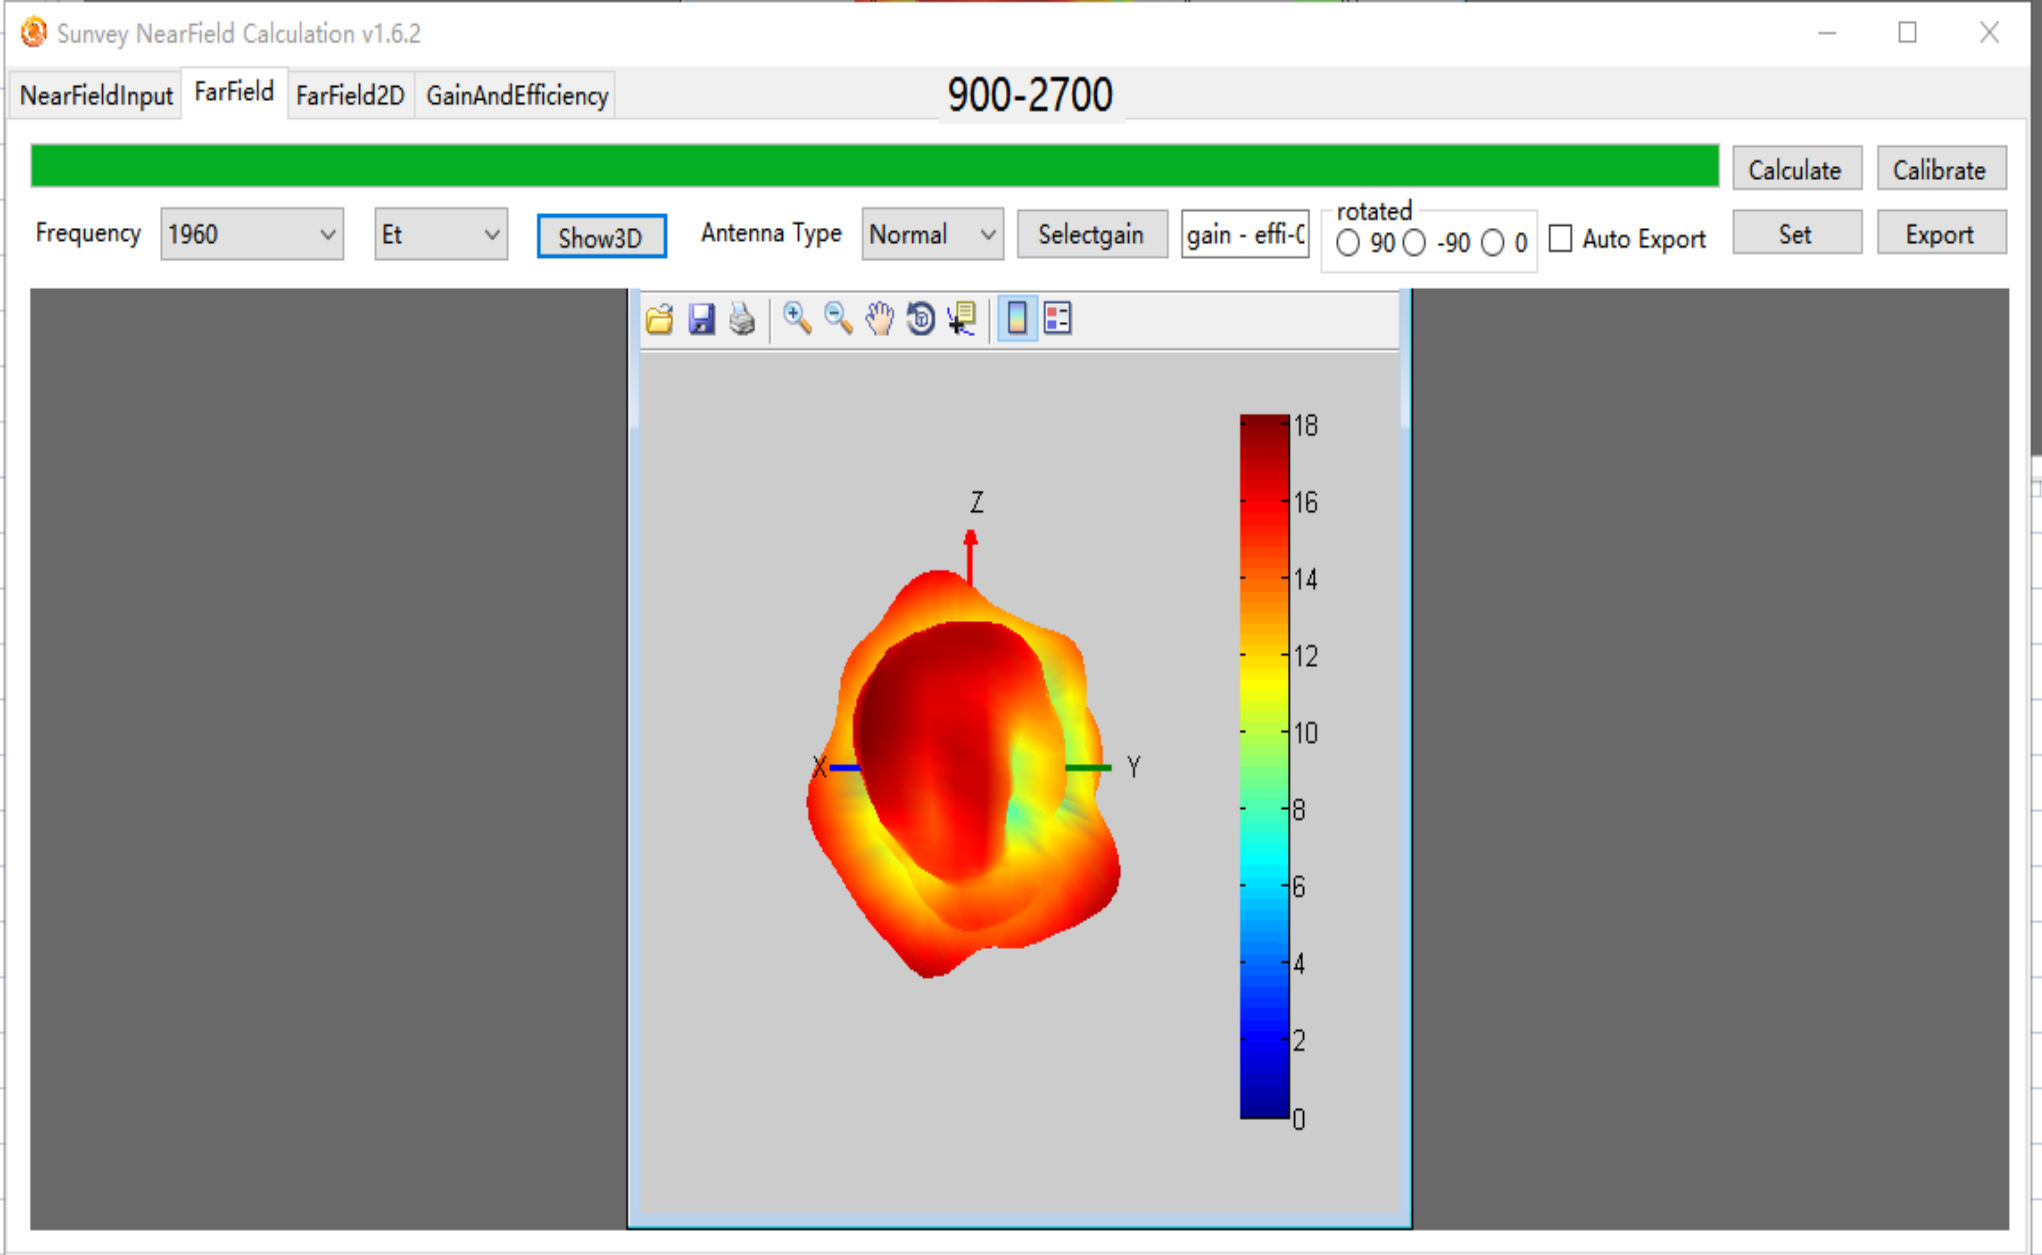 Sunvey NearField Calculation v1.6.2
NearFieldInput FarField FarField2D GainAndEfficiency 900-2700
Calculate Calibrate
Frequency 1960 Et Show3D Antenna Type Normal Selectgain gain - effi- rotated 90 -90 0 Auto Export Set Export
18
Z
16
14
12
10
X Y
8
6
4
2
0